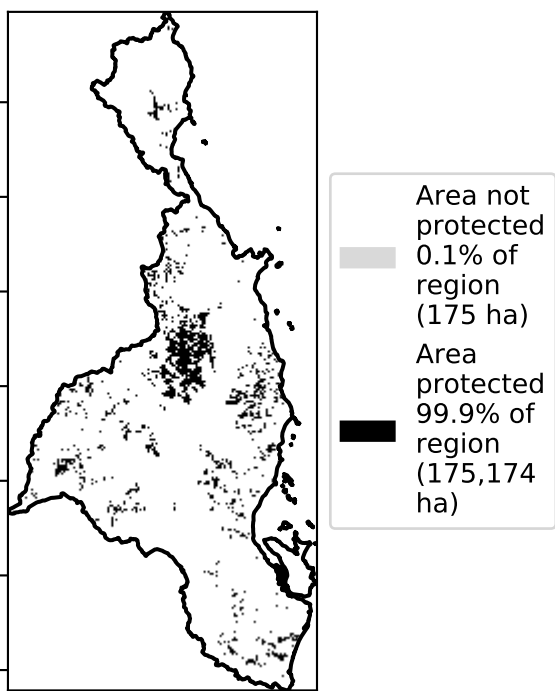 Area not
protected
0.1% of
region
(175 ha)
Area
protected
99.9% of
region
(175,174
ha)